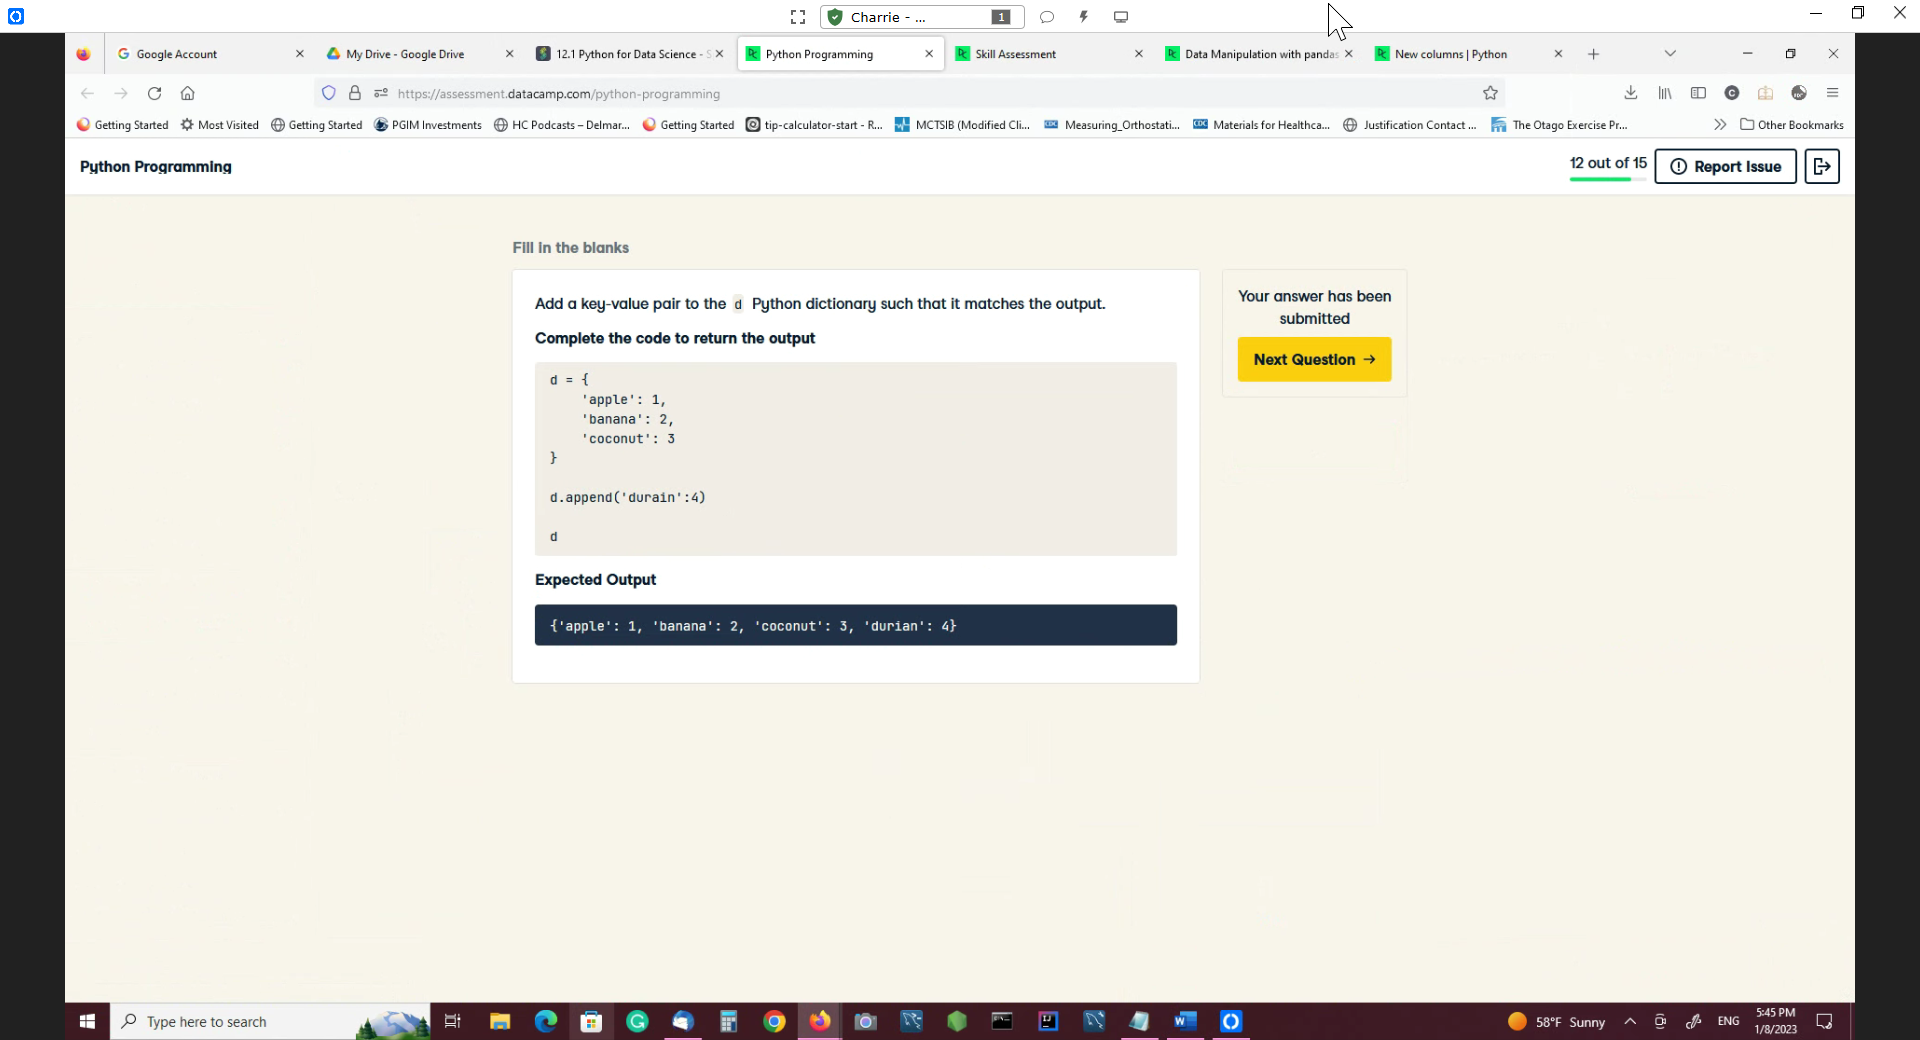 Charrie - ...
1
Google Account
My Drive - Google Drive
12.1 Python for Data Science - S
Python Programming
Skill Assessment
Data Manipulation with pandas
New columns | Python
https://assessment.datacamp.com/python-programming
Getting Started
Most Visited
Getting Started
PGIM Investments
HC Podcasts – Delmar...
Getting Started
tip-calculator-start - R...
MCTSIB (Modified Cli...
Measuring_Orthostati...
Materials for Healthca...
Justification Contact ...
The Otago Exercise Pr...
Other Bookmarks
Python Programming
12 out of 15
Report Issue
Fill in the blanks
Add a key-value pair to the d Python dictionary such that it matches the output.
Complete the code to return the output
d = {
'apple': 1,
'banana': 2,
'coconut': 3
}
d.append('durain':4)
d
Expected Output
{'apple': 1, 'banana': 2, 'coconut': 3, 'durian': 4}
Your answer has been
submitted
Next Question →
Type here to search
58°F Sunny
ENG
5:45 PM
1/8/2023